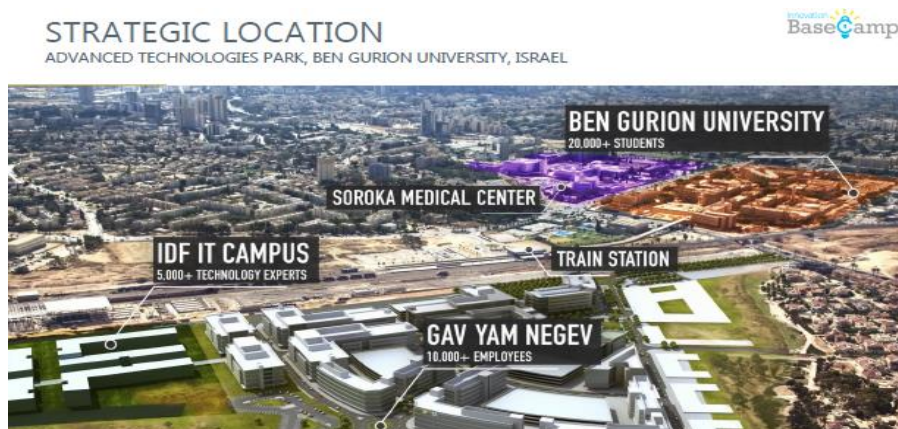 STRATEGIC LOCATION
ADVANCED TECHNOLOGIES PARK, BEN GURION UNIVERSITY, ISRAEL
Innovation
BaseCamp
BEN GURION UNIVERSITY
20,000+ STUDENTS
SOROKA MEDICAL CENTER
IDF IT CAMPUS
5,000+ TECHNOLOGY EXPERTS
TRAIN STATION
GAV YAM NEGEV
10,000+ EMPLOYEES